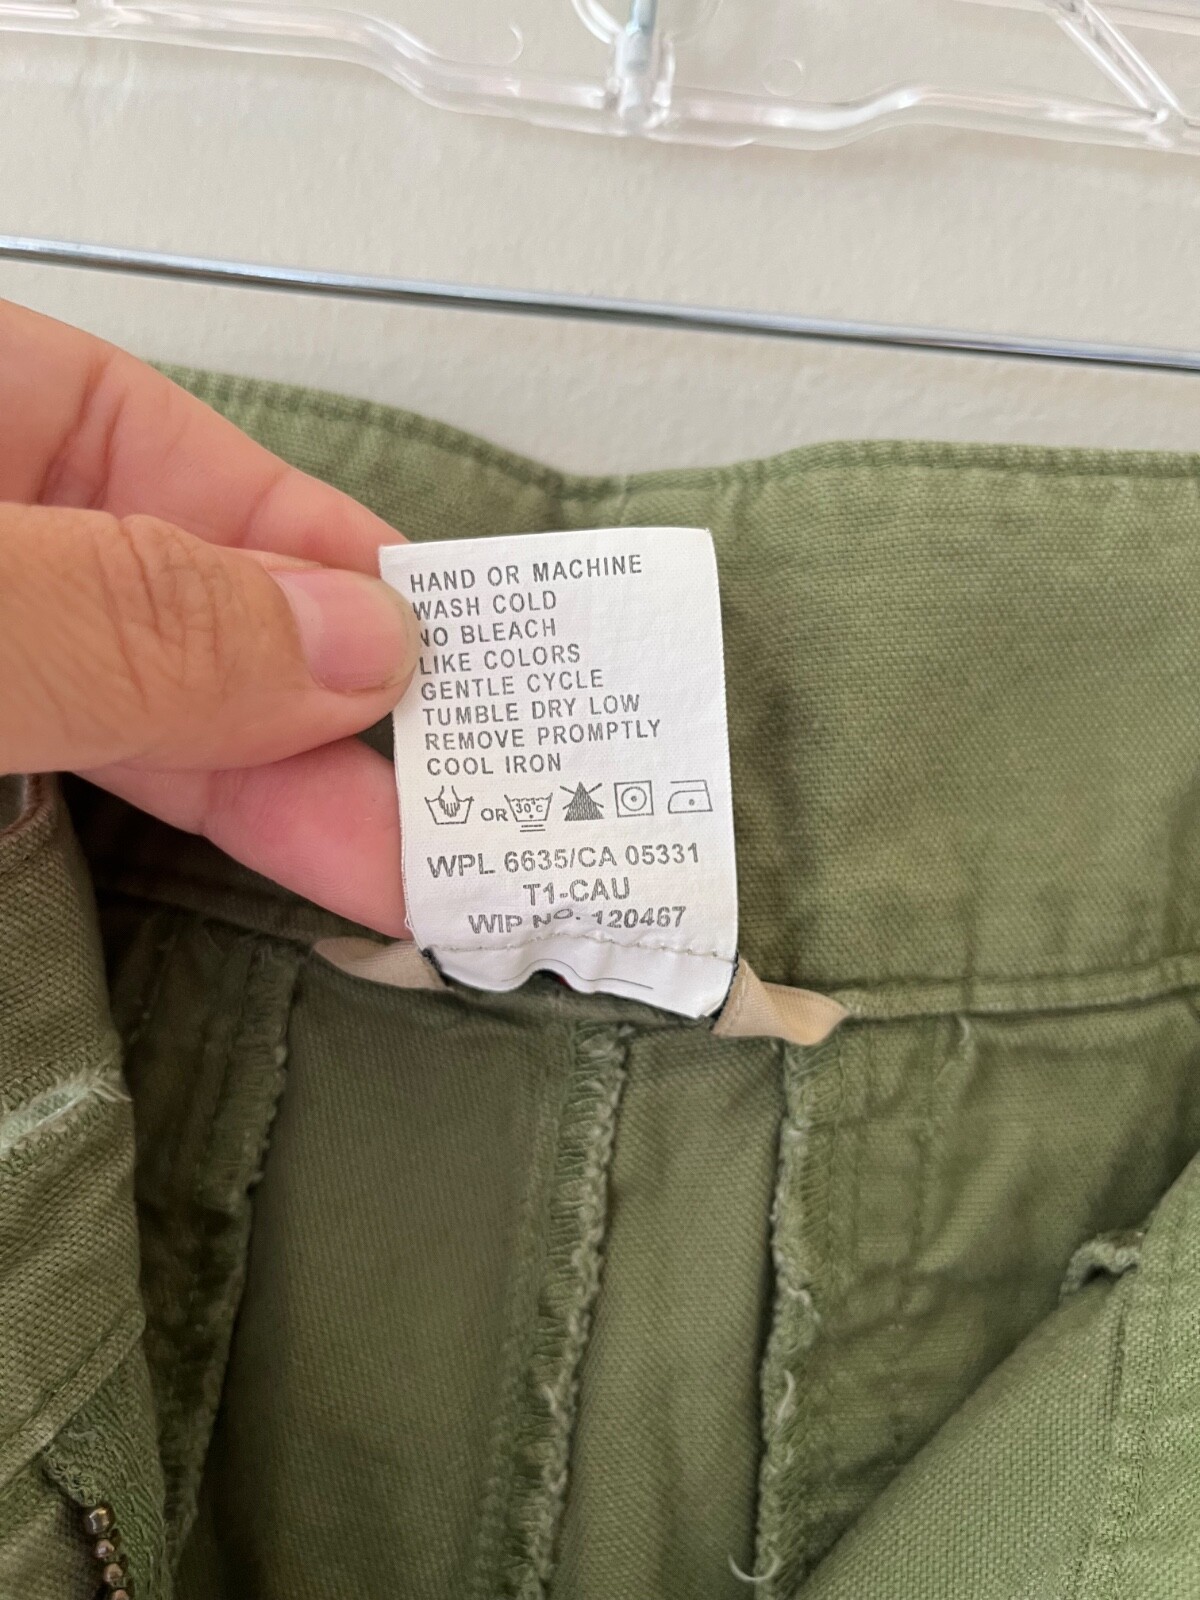 HAND OR MACHINE
WASH COLD
NO BLEACH
LIKE COLORS
GENTLE CYCLE
TUMBLE DRY LOW
REMOVE PROMPTLY
COOL IRON
OR 30°C
WPL 6635/CA 05331
T1-CAU
WIP Nº. 120467